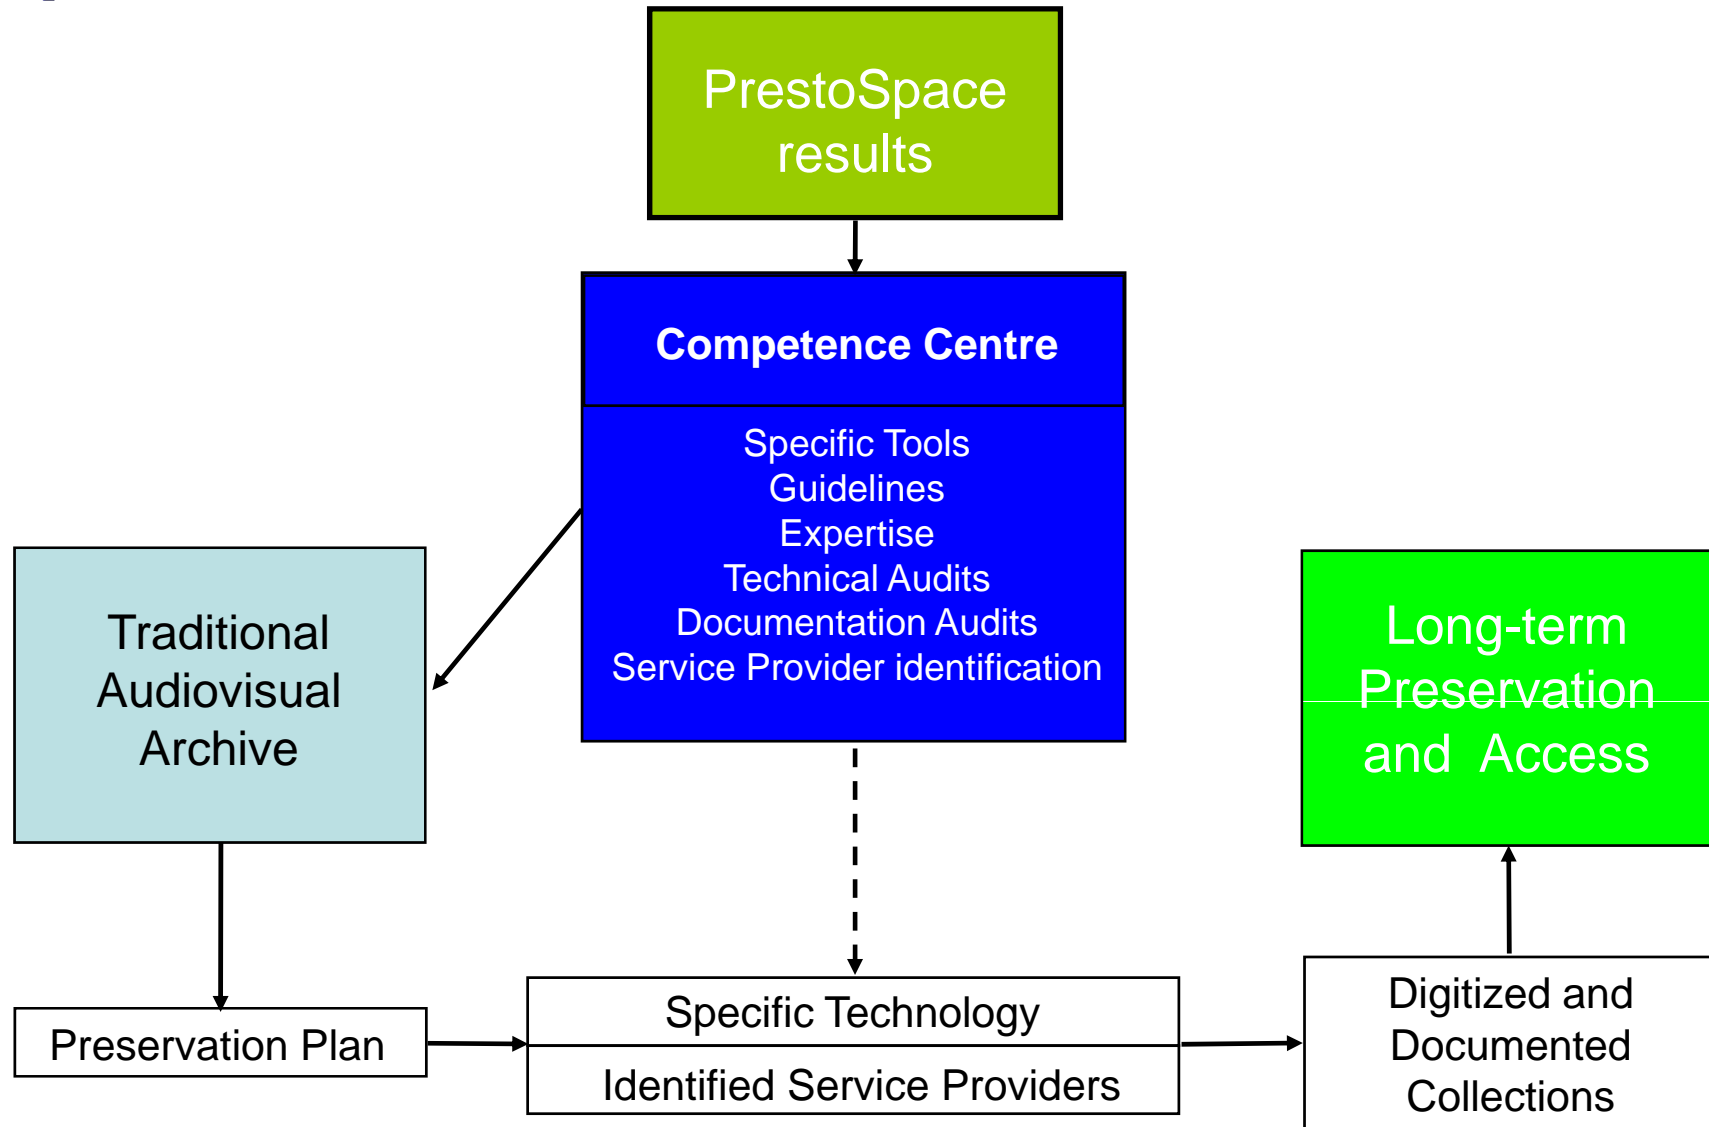 PrestoSpace
results
Competence Centre
Specific Tools
Guidelines
Expertise
Technical Audits
Documentation Audits
Service Provider identification
Traditional
Audiovisual
Archive
Long-term
Preservation
and Access
Preservation Plan
Specific Technology
Identified Service Providers
Digitized and
Documented
Collections